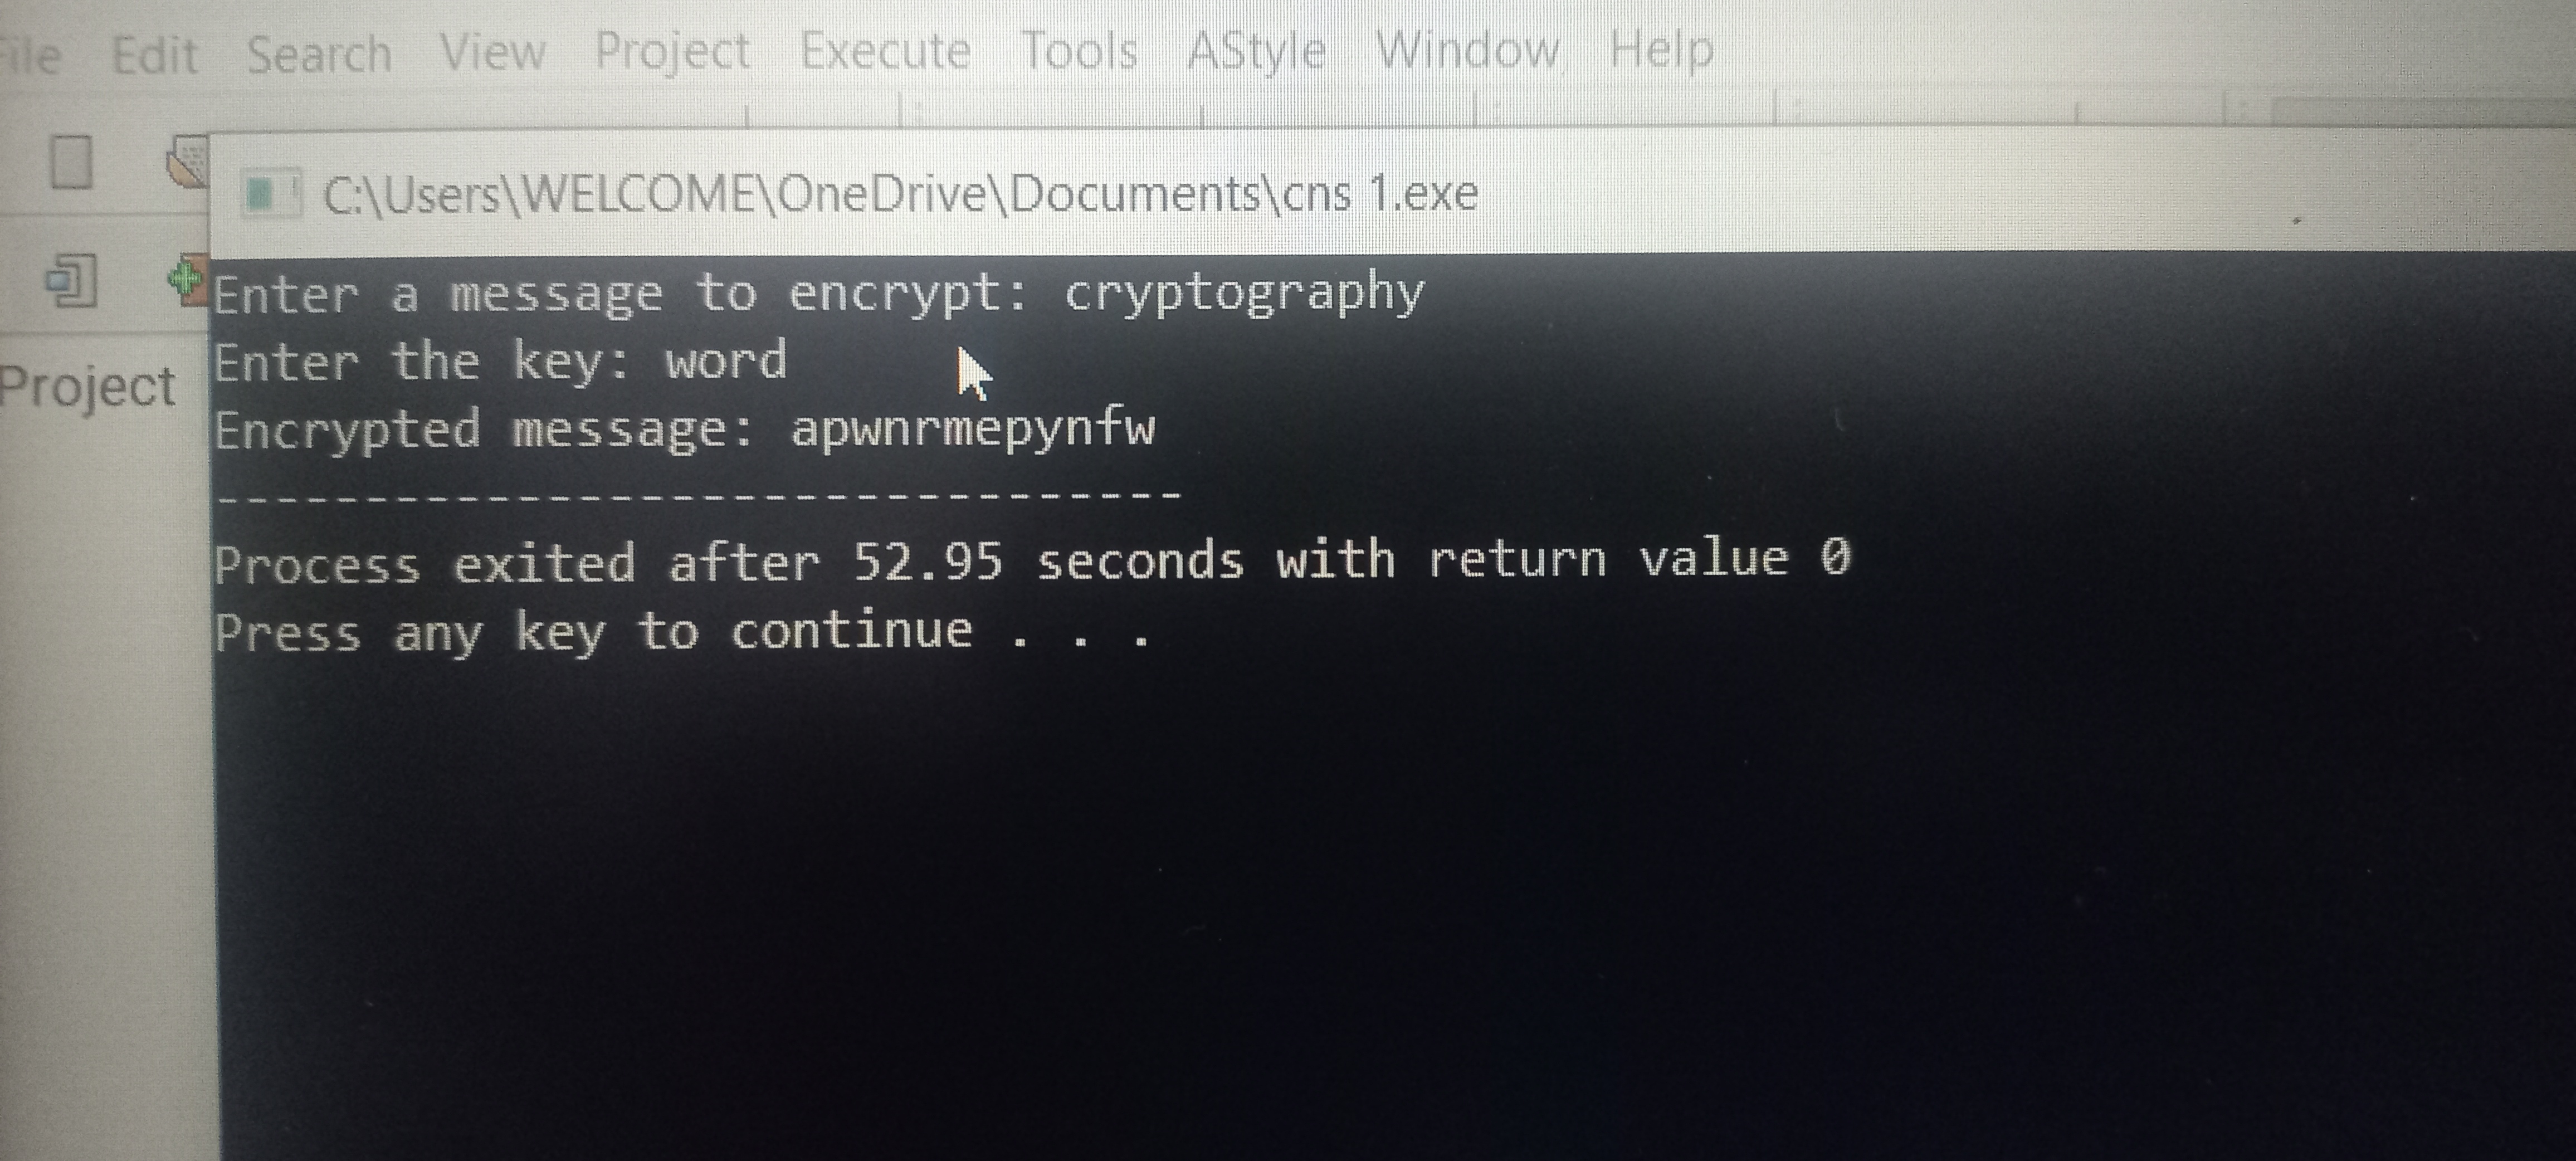 File Edit Search View Project Execute Tools AStyle Window Help
C:\Users\WELCOME\OneDrive\Documents\cns 1.exe
Project
Enter a message to encrypt: cryptography
Enter the key: word
Encrypted message: apwnrmepynfw
--------------------------------
Process exited after 52.95 seconds with return value 0
Press any key to continue . . .